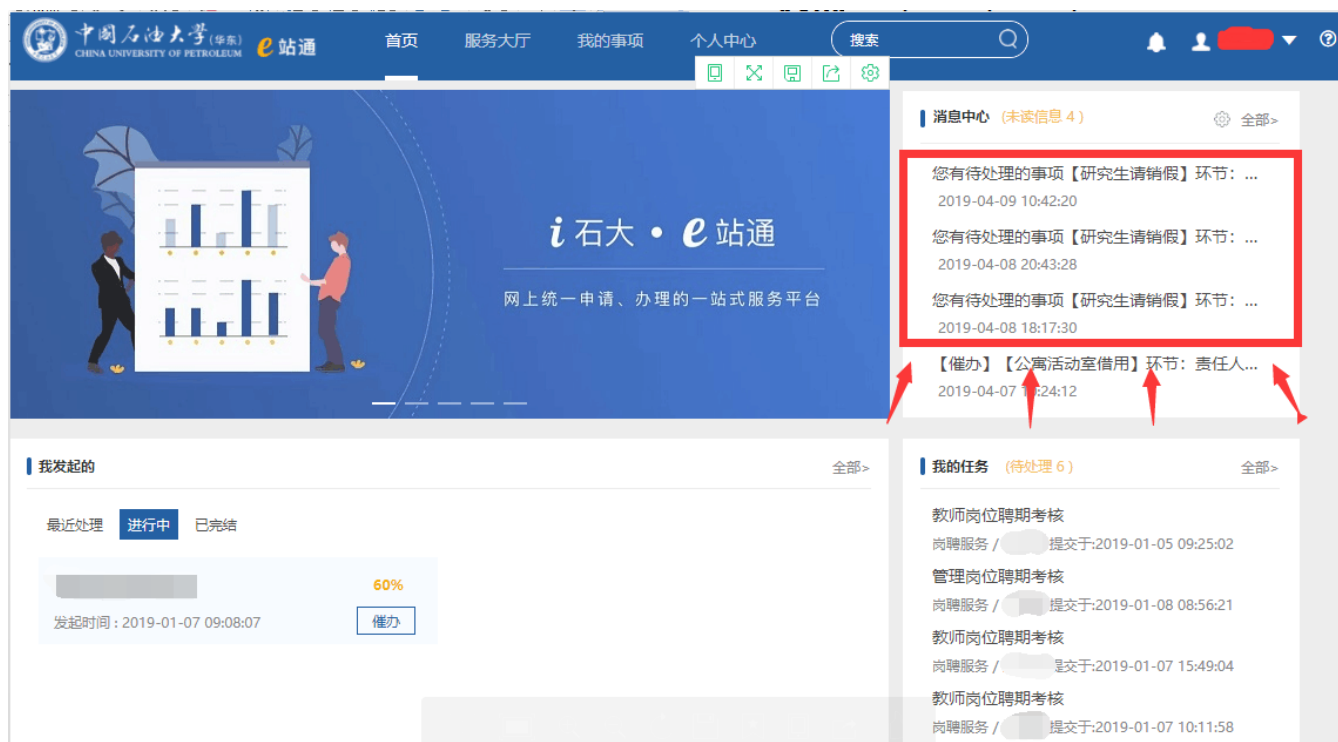 中国石油大学(华东)
CHINA UNIVERSITY OF PETROLEUM
e站通
首页
服务大厅
我的事项
个人中心
搜索
i 石大 • e 站通
网上统一申请、办理的一站式服务平台
消息中心 (未读信息 4 )
全部>
您有待处理的事项【研究生请销假】环节：...
2019-04-09 10:42:20
您有待处理的事项【研究生请销假】环节：...
2019-04-08 20:43:28
您有待处理的事项【研究生请销假】环节：...
2019-04-08 18:17:30
【催办】【公寓活动室借用】环节：责任人...
2019-04-07 :24:12
我发起的
全部>
最近处理
进行中
已完结
60%
发起时间 : 2019-01-07 09:08:07
催办
我的任务 (待处理 6 )
全部>
教师岗位聘期考核
岗聘服务 / 提交于:2019-01-05 09:25:02
管理岗位聘期考核
岗聘服务 / 提交于:2019-01-08 08:56:21
教师岗位聘期考核
岗聘服务 / 提交于:2019-01-07 15:49:04
教师岗位聘期考核
岗聘服务 / 提交于:2019-01-07 10:11:58